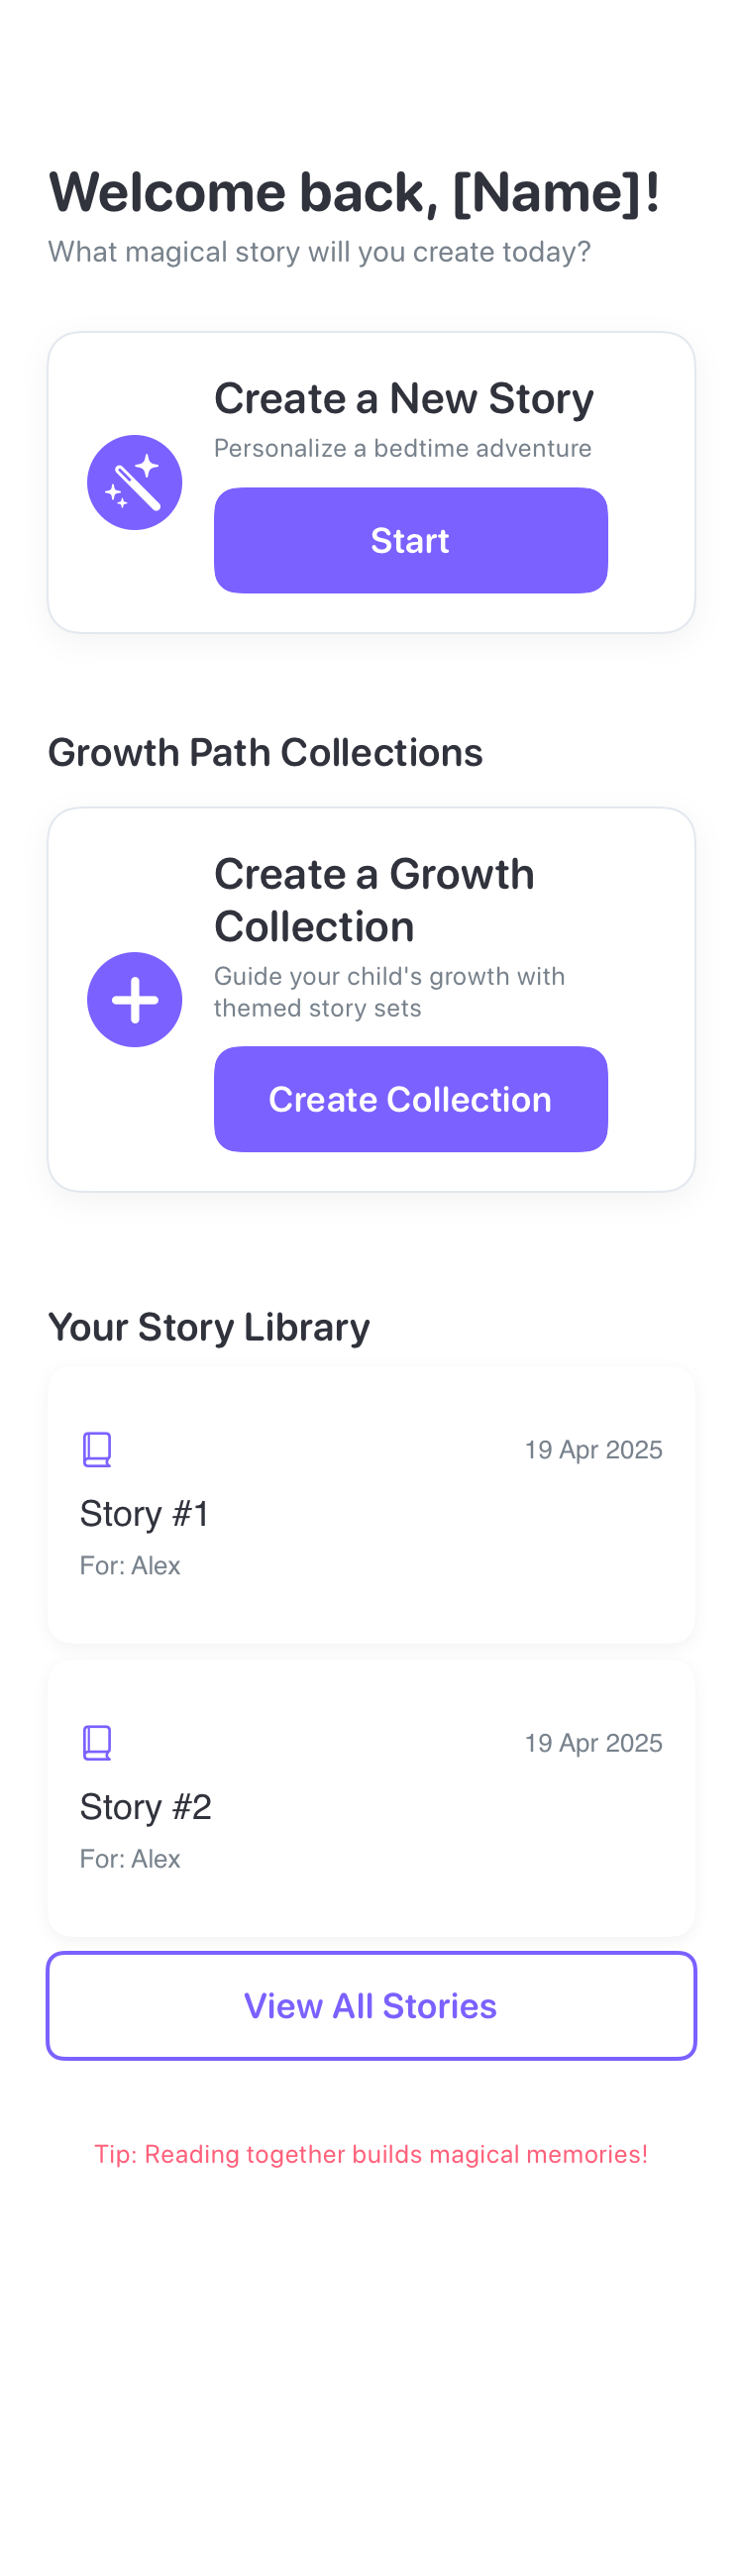 Welcome back, [Name]!
What magical story will you create today?
Create a New Story
Personalize a bedtime adventure
Start
Growth Path Collections
Create a Growth
Collection
Guide your child's growth with
themed story sets
Create Collection
Your Story Library
19 Apr 2025
Story #1
For: Alex
19 Apr 2025
Story #2
For: Alex
View All Stories
Tip: Reading together builds magical memories!